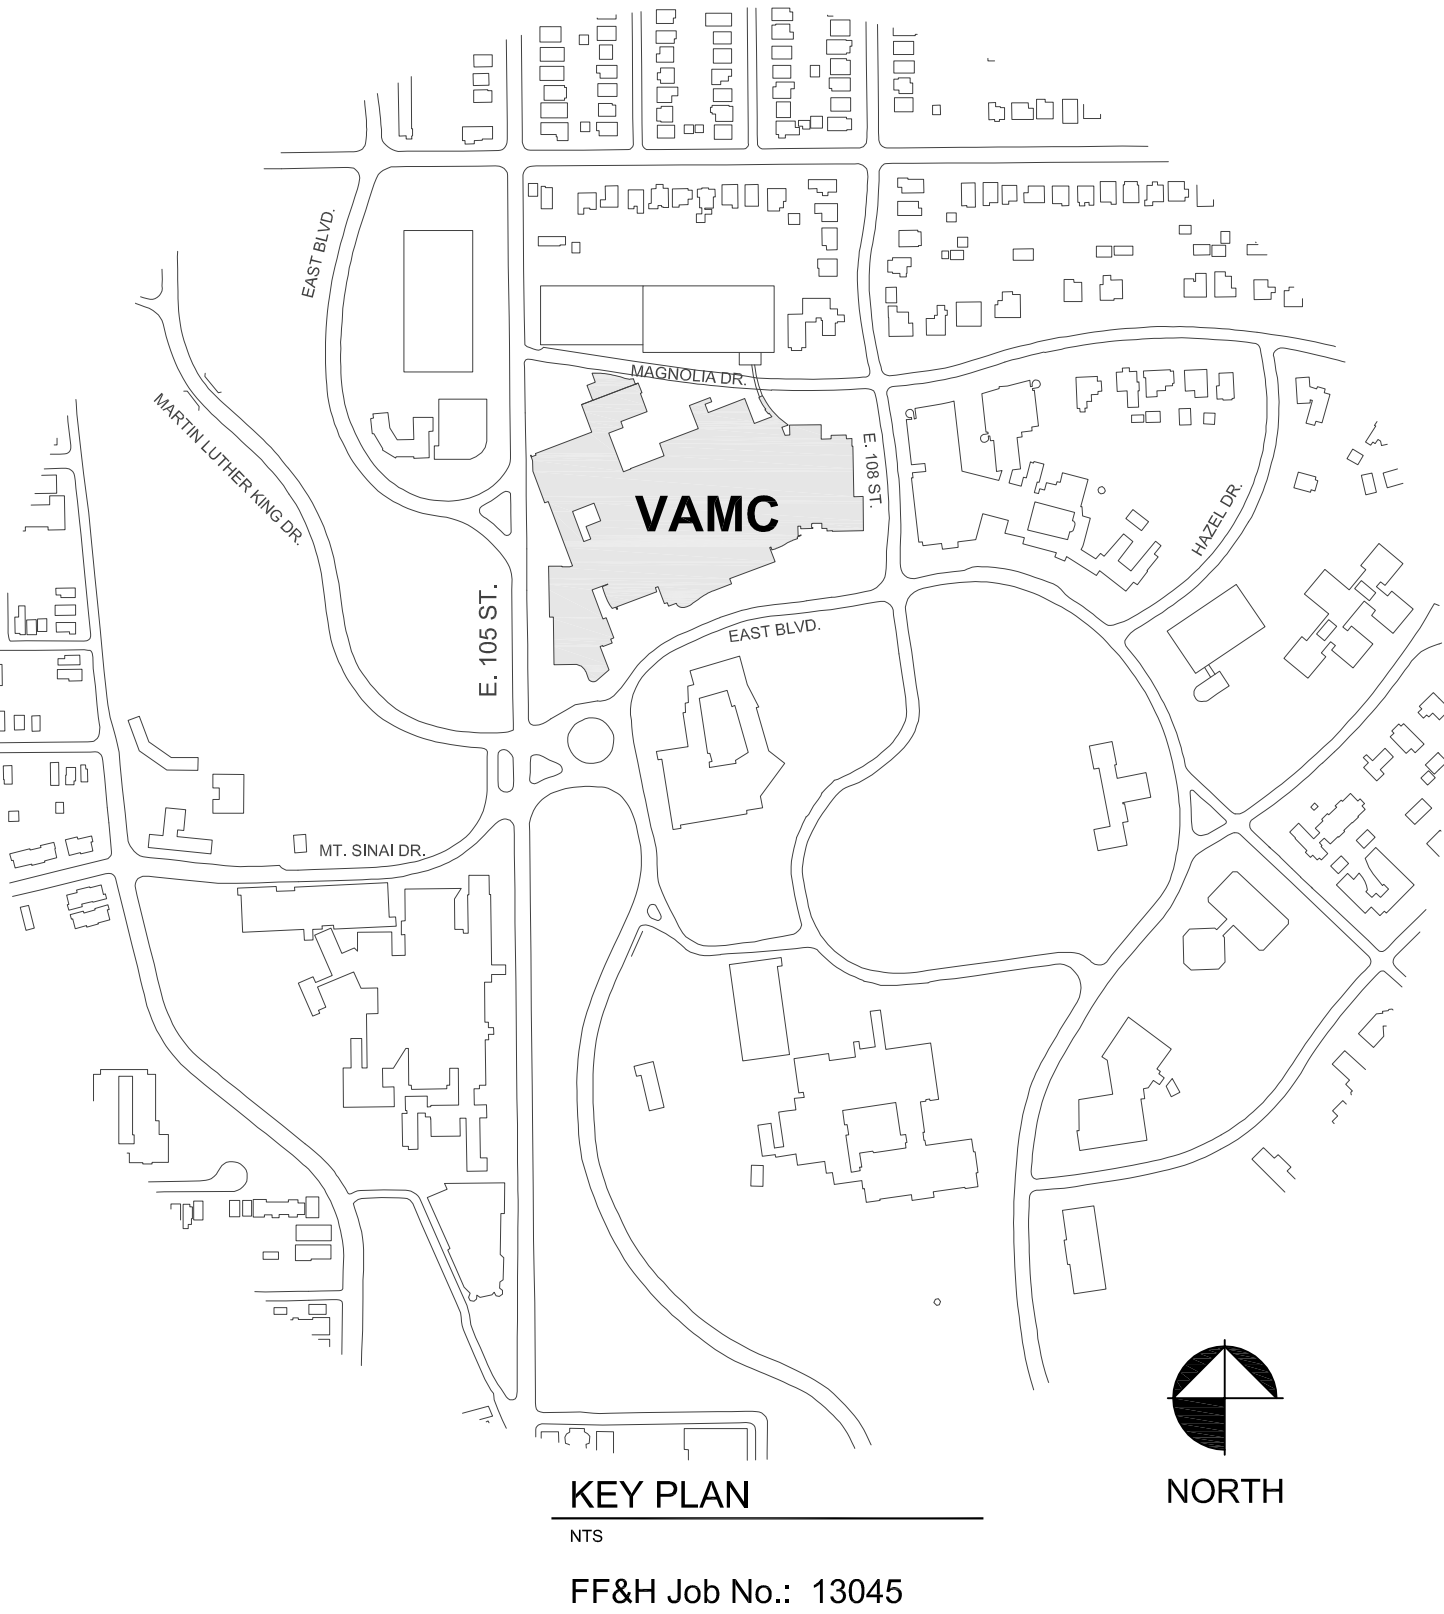 EAST BLVD.
MAGNOLIA DR.
MARTIN LUTHER KING DR.
E. 108 ST.
VAMC
HAZEL DR.
E. 105 ST.
EAST BLVD.
MT. SINAI DR.
NORTH
KEY PLAN
NTS
FF&H Job No.: 13045